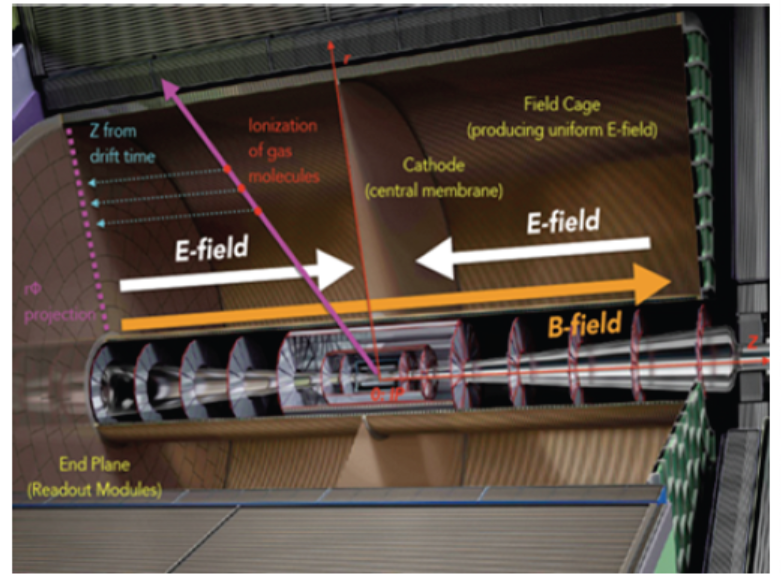 r
Z from
drift time
Ionization
of gas
molecules
Field Cage
(producing uniform E-field)
Cathode
(central membrane)
E-field
E-field
rΦ
projection
B-field
Z
End Plane
(Readout Modules)